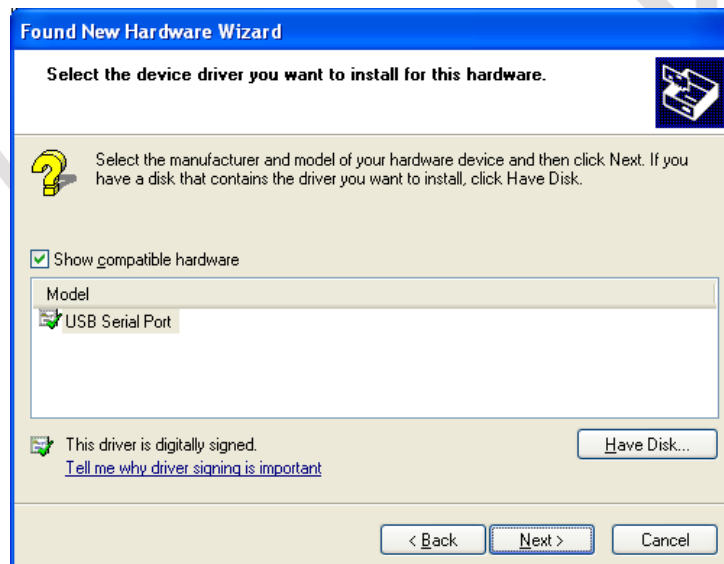 Found New Hardware Wizard
Select the device driver you want to install for this hardware.
Select the manufacturer and model of your hardware device and then click Next. If you
have a disk that contains the driver you want to install, click Have Disk.
Show compatible hardware
Model
USB Serial Port
This driver is digitally signed.
Have Disk...
Tell me why driver signing is important
< Back
Next >
Cancel